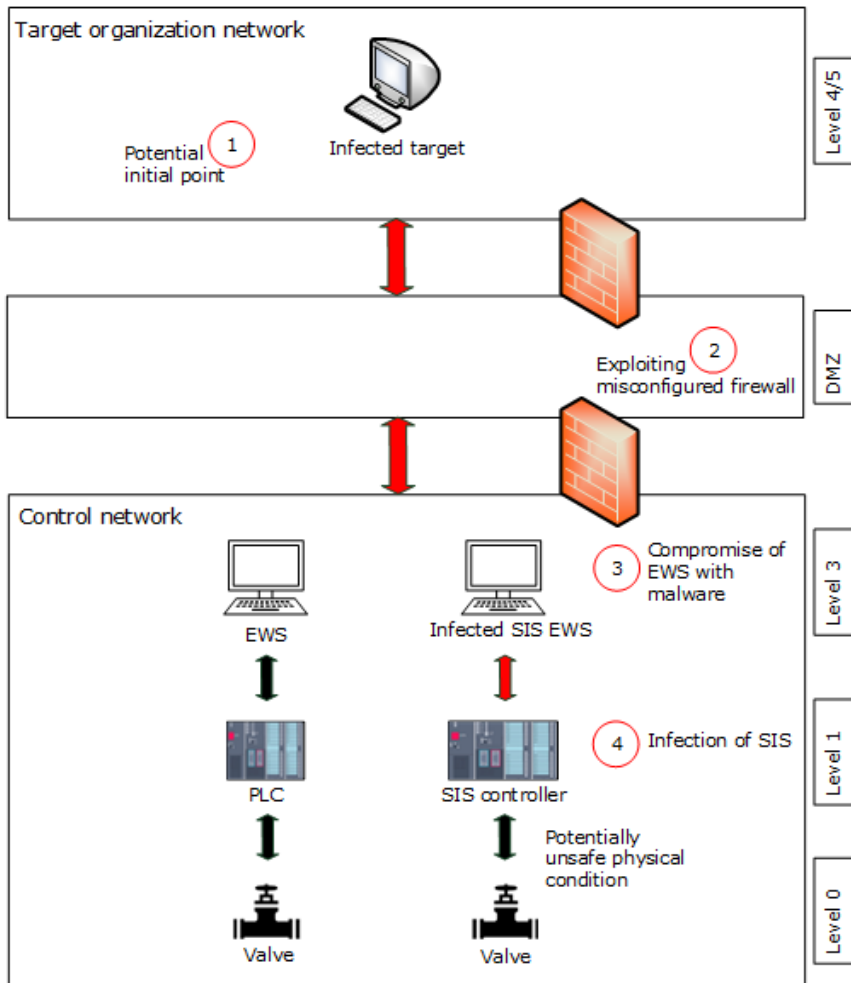 Target organization network
Level 4/5
1
Potential
initial point
Infected target
DMZ
2
Exploiting
misconfigured firewall
Control network
Level 3
3
Compromise of
EWS with
malware
EWS
Infected SIS EWS
Level 1
4
Infection of SIS
PLC
SIS controller
Potentially
unsafe physical
condition
Level 0
Valve
Valve